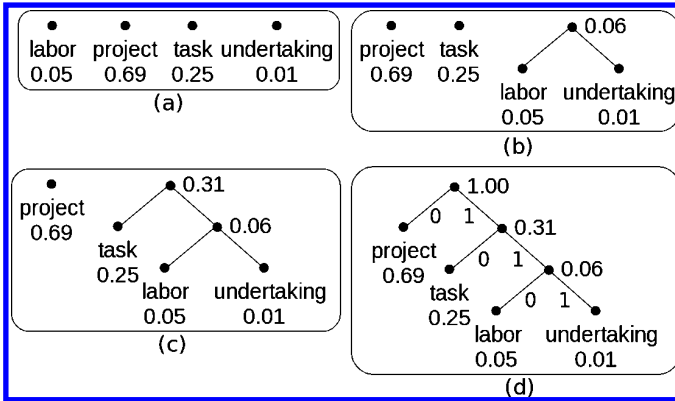 labor project task undertaking
0.05 0.69 0.25 0.01
(a)
0.06
project task
0.69 0.25
labor undertaking
0.05 0.01
(b)
0.31
project
0.69
0.06
task
0.25
labor undertaking
0.05 0.01
(c)
1.00
0 1
0.31
project
0.69
0 1
0.06
task
0.25
0 1
labor undertaking
0.05 0.01
(d)